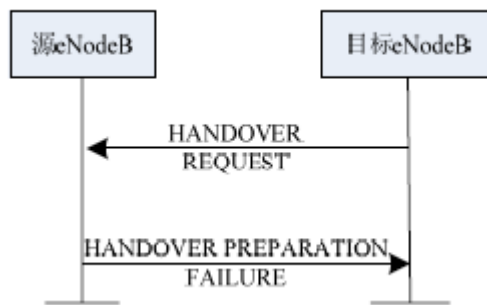 源eNodeB
目标eNodeB
HANDOVER
REQUEST
HANDOVER PREPARATION
FAILURE